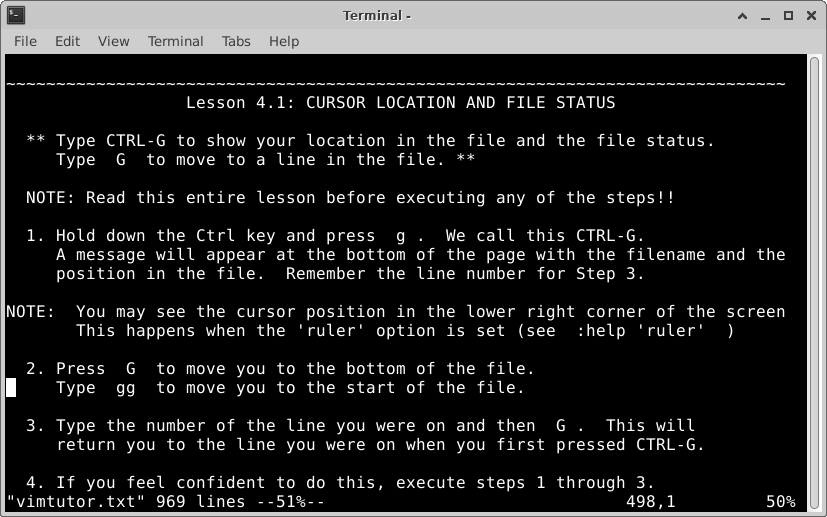 Terminal -
File Edit View Terminal Tabs Help
~~~~~~~~~~~~~~~~~~~~~~~~~~~~~~~~~~~~~~~~~~~~~~~~~~~~~~~~~~~~~~~~~~~~~~~~~~~~~~
Lesson 4.1: CURSOR LOCATION AND FILE STATUS
** Type CTRL-G to show your location in the file and the file status.
Type  G  to move to a line in the file. **
NOTE: Read this entire lesson before executing any of the steps!!
1. Hold down the Ctrl key and press  g .  We call this CTRL-G.
A message will appear at the bottom of the page with the filename and the
position in the file.  Remember the line number for Step 3.
NOTE:  You may see the cursor position in the lower right corner of the screen
This happens when the 'ruler' option is set (see  :help 'ruler'  )
2. Press  G  to move you to the bottom of the file.
Type  gg  to move you to the start of the file.
3. Type the number of the line you were on and then  G .  This will
return you to the line you were on when you first pressed CTRL-G.
4. If you feel confident to do this, execute steps 1 through 3.
"vimtutor.txt" 969 lines --51%-- 498,1 50%